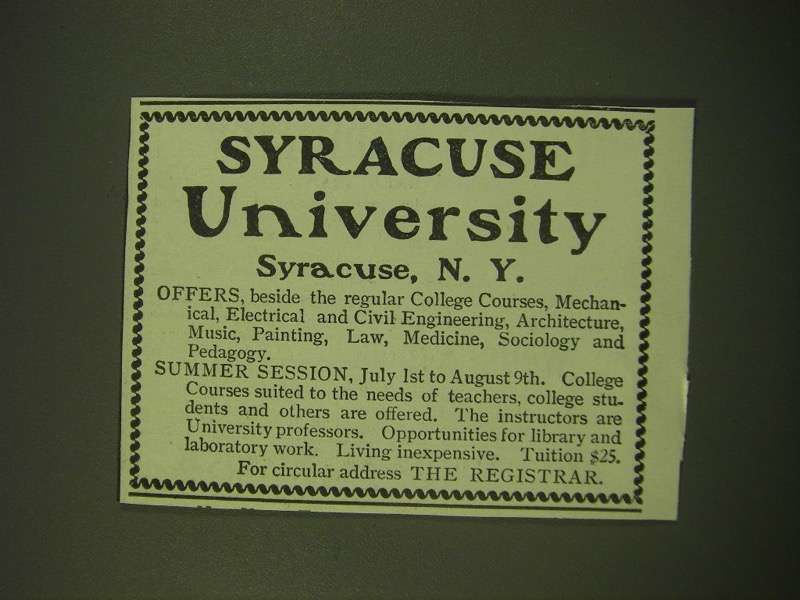 SYRACUSE
University
Syracuse, N. Y.
OFFERS, beside the regular College Courses, Mechan-
ical, Electrical and Civil Engineering, Architecture,
Music, Painting, Law, Medicine, Sociology and
Pedagogy.
SUMMER SESSION, July 1st to August 9th. College
Courses suited to the needs of teachers, college stu-
dents and others are offered. The instructors are
University professors. Opportunities for library and
laboratory work. Living inexpensive. Tuition $25.
For circular address THE REGISTRAR.